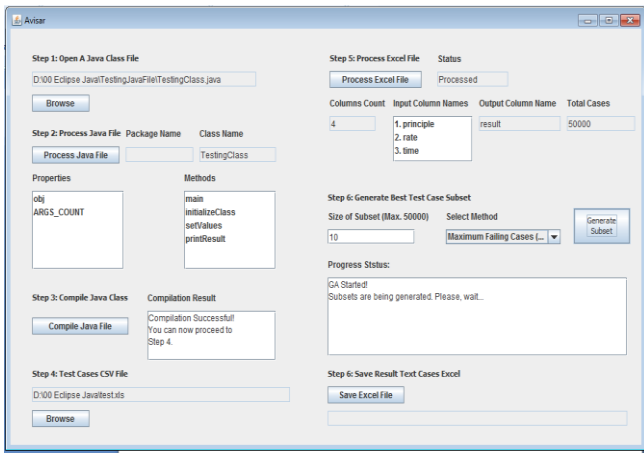 Avisar
Step 1: Open A Java Class File
D:\00 Eclipse Java\TestingJavaFile\TestingClass.java
Browse
Step 2: Process Java File Package Name Class Name
Process Java File TestingClass
Properties Methods
obj
ARGS_COUNT
main
initializeClass
setValues
printResult
Step 3: Compile Java Class Compilation Result
Compile Java File
Compilation Successful!
You can now proceed to
Step 4.
Step 4: Test Cases CSV File
D:\00 Eclipse Java\test.xls
Browse
Step 5: Process Excel File Status
Process Excel File Processed
Columns Count Input Column Names Output Column Name Total Cases
4
1. principle
2. rate
3. time
result
50000
Step 6: Generate Best Test Case Subset
Size of Subset (Max. 50000) Select Method
10 Maximum Failing Cases (...
Generate
Subset
Progress Ststus:
GA Started!
Subsets are being generated. Please, wait...
Step 6: Save Result Text Cases Excel
Save Excel File